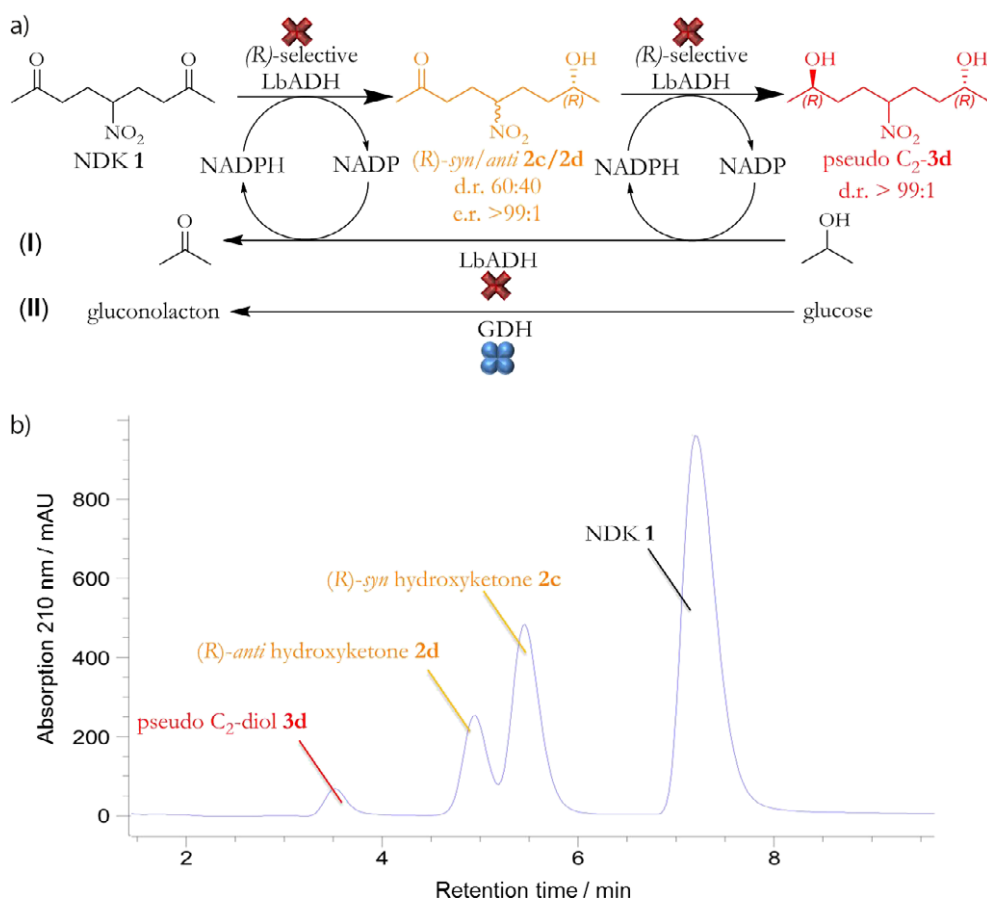 a)
(R)-selective
LbADH
(R)-selective
LbADH
O
O
NO2
NDK 1
O
OH
(R)
NO2
(R)-syn/anti 2c/2d
d.r. 60:40
e.r. >99:1
OH
(R)
OH
(R)
NO2
pseudo C2-3d
d.r. > 99:1
NADPH
NADP
NADPH
NADP
(I)
O
LbADH
OH
(II)
gluconolacton
GDH
glucose
b)
Absorption 210 nm / mAU
800
600
400
200
0
NDK 1
(R)-syn hydroxyketone 2c
(R)-anti hydroxyketone 2d
pseudo C2-diol 3d
2
4
6
8
Retention time / min